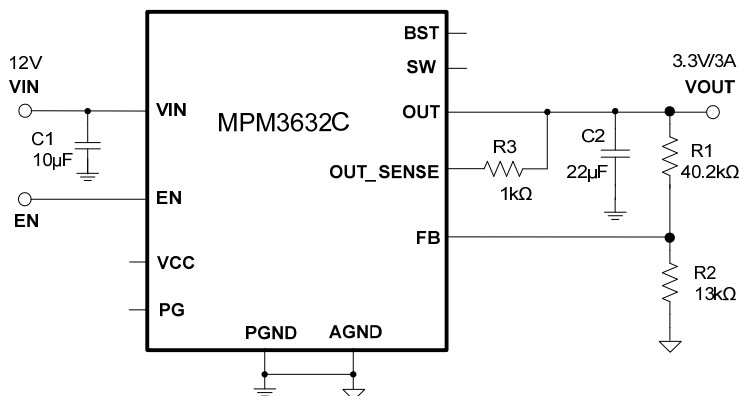 BST
12V
VIN
SW
3.3V/3A
VOUT
VIN
MPM3632C
OUT
C1
10µF
R3
C2
22µF
R1
40.2kΩ
OUT_SENSE
1kΩ
EN
EN
FB
VCC
R2
13kΩ
PG
PGND
AGND